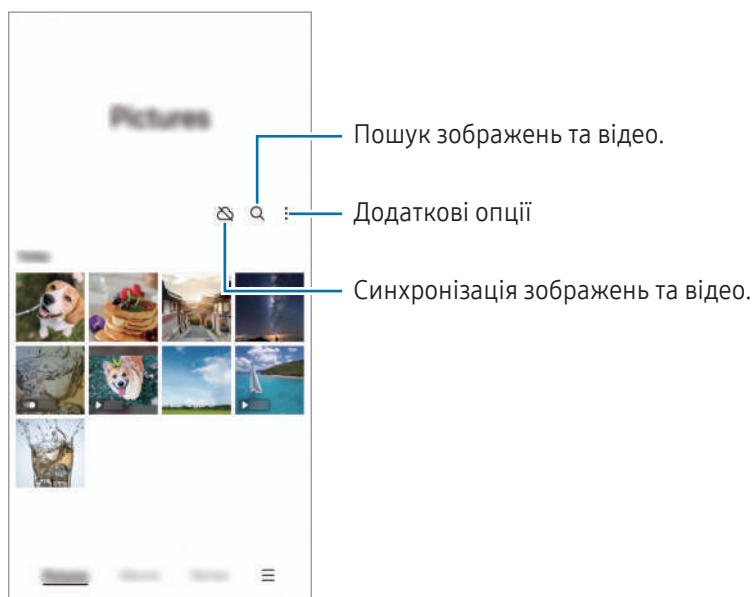 Pictures
Пошук зображень та відео.
Додаткові опції
Синхронізація зображень та відео.